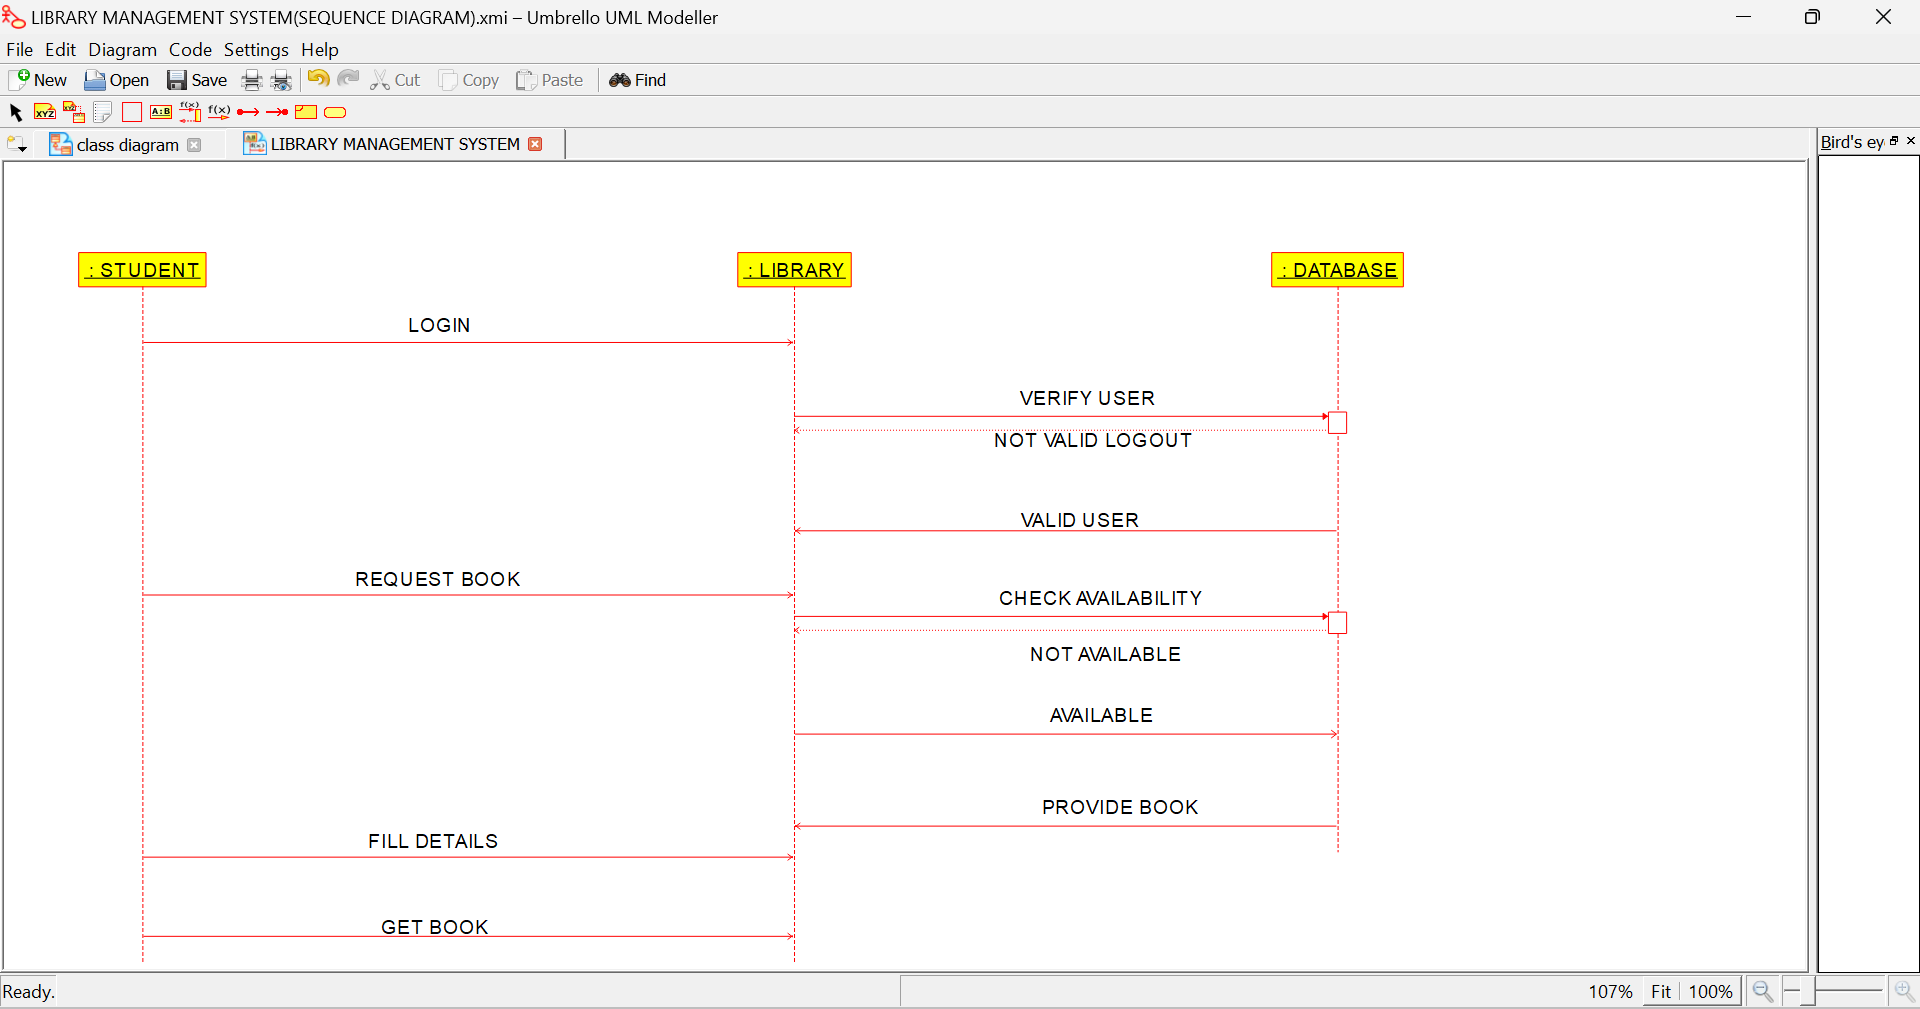 LIBRARY MANAGEMENT SYSTEM(SEQUENCE DIAGRAM).xmi – Umbrello UML Modeller
File Edit Diagram Code Settings Help
New Open Save Cut Copy Paste Find
XYZ XYZ A:B f(x) f(x)
class diagram LIBRARY MANAGEMENT SYSTEM Bird's ey
: STUDENT : LIBRARY : DATABASE
LOGIN
VERIFY USER
NOT VALID LOGOUT
VALID USER
REQUEST BOOK
CHECK AVAILABILITY
NOT AVAILABLE
AVAILABLE
PROVIDE BOOK
FILL DETAILS
GET BOOK
Ready. 107% Fit 100%